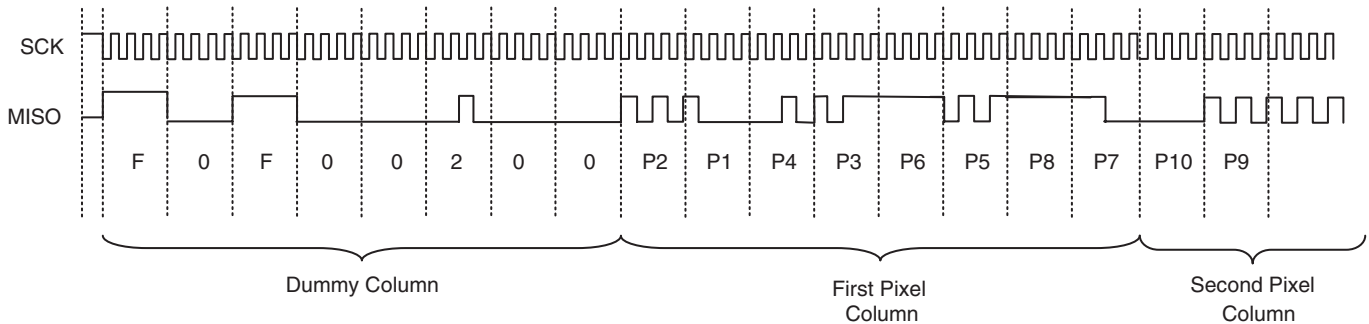 SCK
MISO
F 0 F 0 0 2 0 0 P2 P1 P4 P3 P6 P5 P8 P7 P10 P9
Dummy Column
First Pixel
Column
Second Pixel
Column